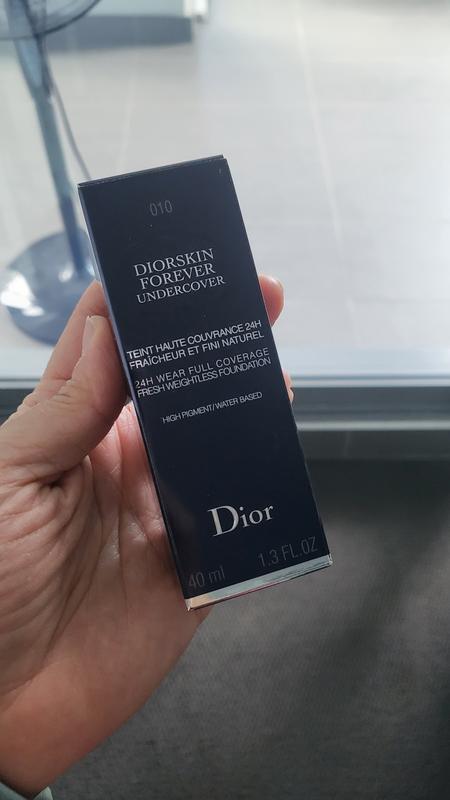 010
DIORSKIN
FOREVER
UNDERCOVER
TEINT HAUTE COUVRANCE 24H
FRAÎCHEUR ET FINI NATUREL
24H WEAR FULL COVERAGE
FRESH WEIGHTLESS FOUNDATION
HIGH PIGMENT/WATER BASED
Dior
40 ml 1.3 FL.OZ